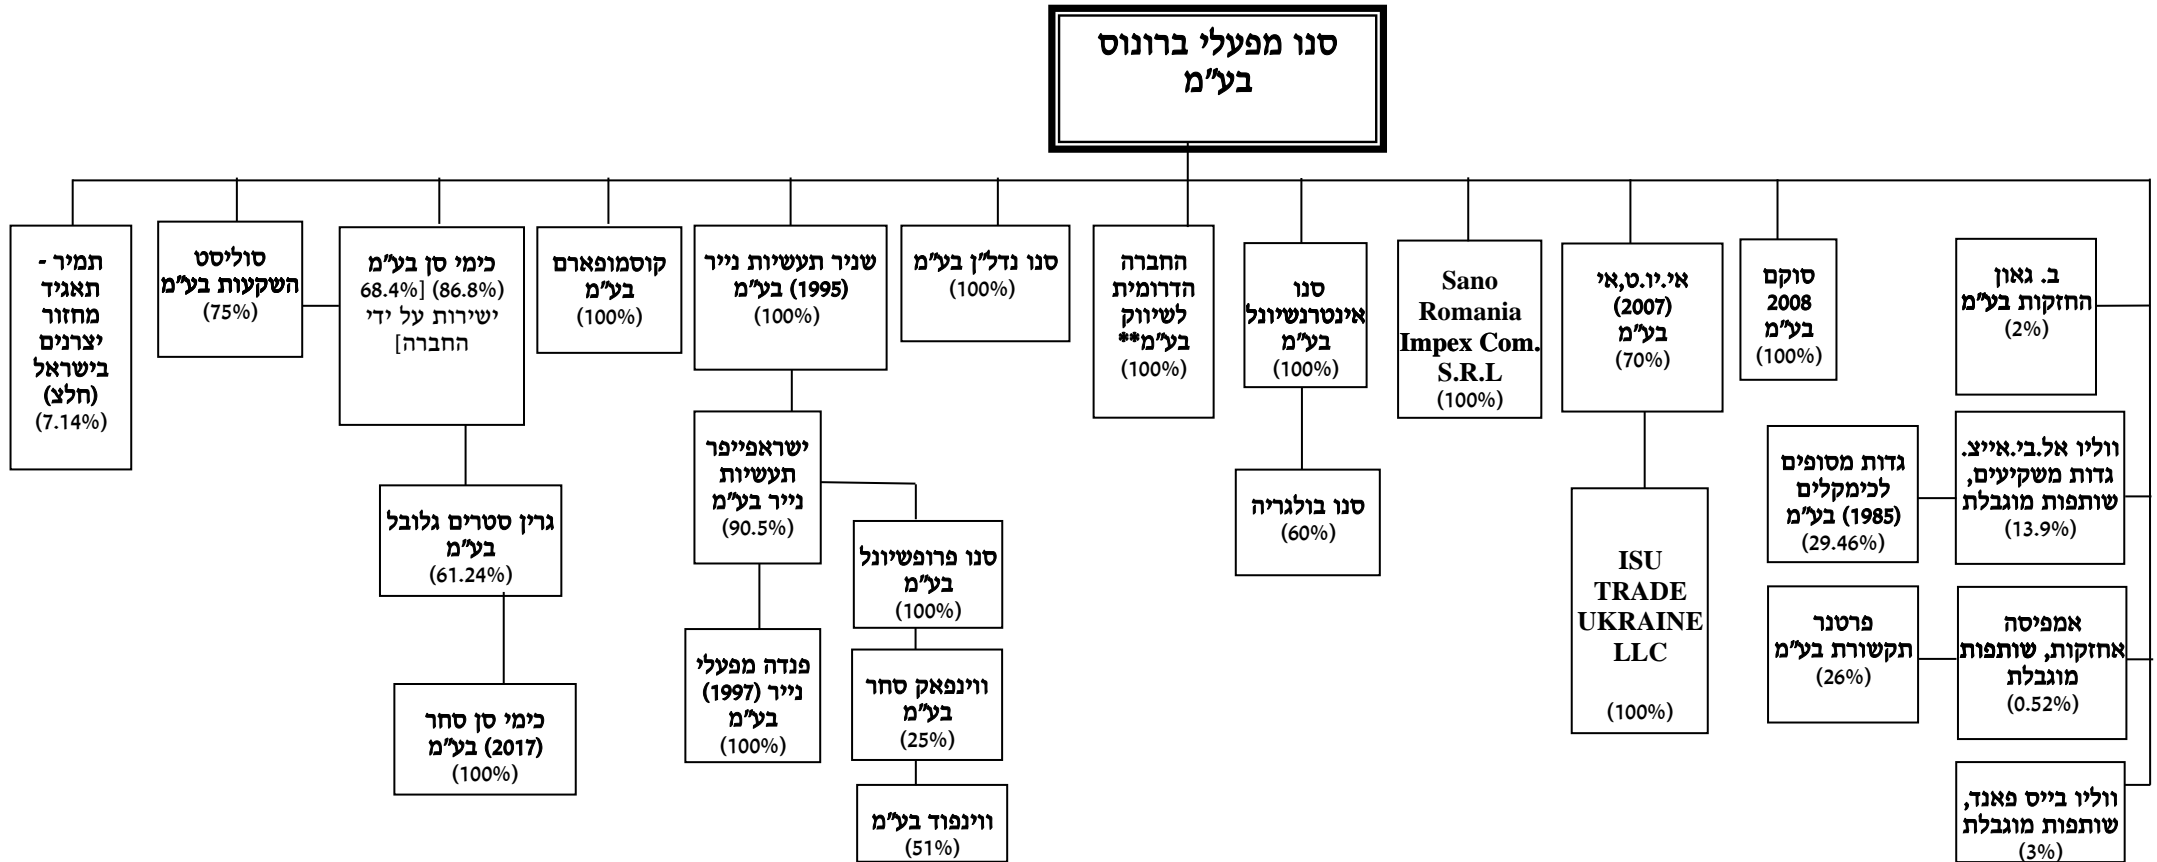 סנו מפעלי ברונוס
בע"מ
ב. גאון
החזקות בע"מ
(2%)
סוקם
2008
בע"מ
(100%)
אי.יו.ט,אי
(2007)
בע"מ
(70%)
Sano
Romania
Impex Com.
S.R.L
(100%)
סנו
אינטרנשיונל
בע"מ
(100%)
החברה
הדרומית
לשיווק
בע"מ**
(100%)
סנו נדל"ן בע"מ
(100%)
שניר תעשיות נייר
(1995) בע"מ
(100%)
קוסמופארם
בע"מ
(100%)
כימי סן בע"מ
(86.8%) [68.4%
ישירות על ידי
החברה]
סוליסט
השקעות בע"מ
(75%)
תמיר -
תאגיד
מחזור
יצרנים
בישראל
(חלצ)
(7.14%)
וליו אל.בי.אייצ.
גדות משקיעים,
שותפות מוגבלת
(13.9%)
גדות מסופים
לכימקלים
(1985) בע"מ
(29.46%)
ISU
TRADE
UKRAINE
LLC
(100%)
סנו בולגריה
(60%)
ישראפייפר
תעשיות
נייר בע"מ
(90.5%)
סנו פרופשיונל
בע"מ
(100%)
גרין סטרים גלובל
בע"מ
(61.24%)
אמפיסה
אחזקות, שותפות
מוגבלת
(0.52%)
פרטנר
תקשורת בע"מ
(26%)
ווינפאק סחר
בע"מ
(25%)
פנדה מפעלי
נייר (1997)
בע"מ
(100%)
כימי סן סחר
(2017) בע"מ
(100%)
ווליו בייס פאנד,
שותפות מוגבלת
(3%)
ווינפוד בע"מ
(51%)